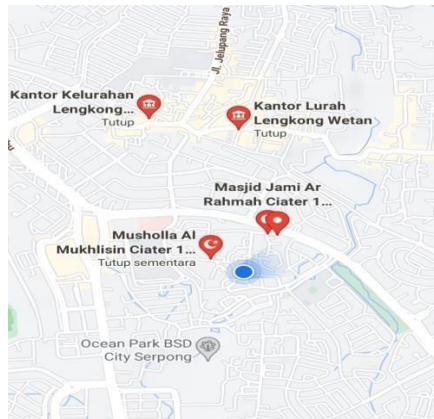 Jl. Jelupang Raya
Kantor Kelurahan
Lengkong...
Tutup
Kantor Lurah
Lengkong Wetan
Tutup
Masjid Jami Ar
Rahmah Ciater 1...
Musholla Al
Mukhlisin Ciater 1...
Tutup sementara
Ocean Park BSD
City Serpong